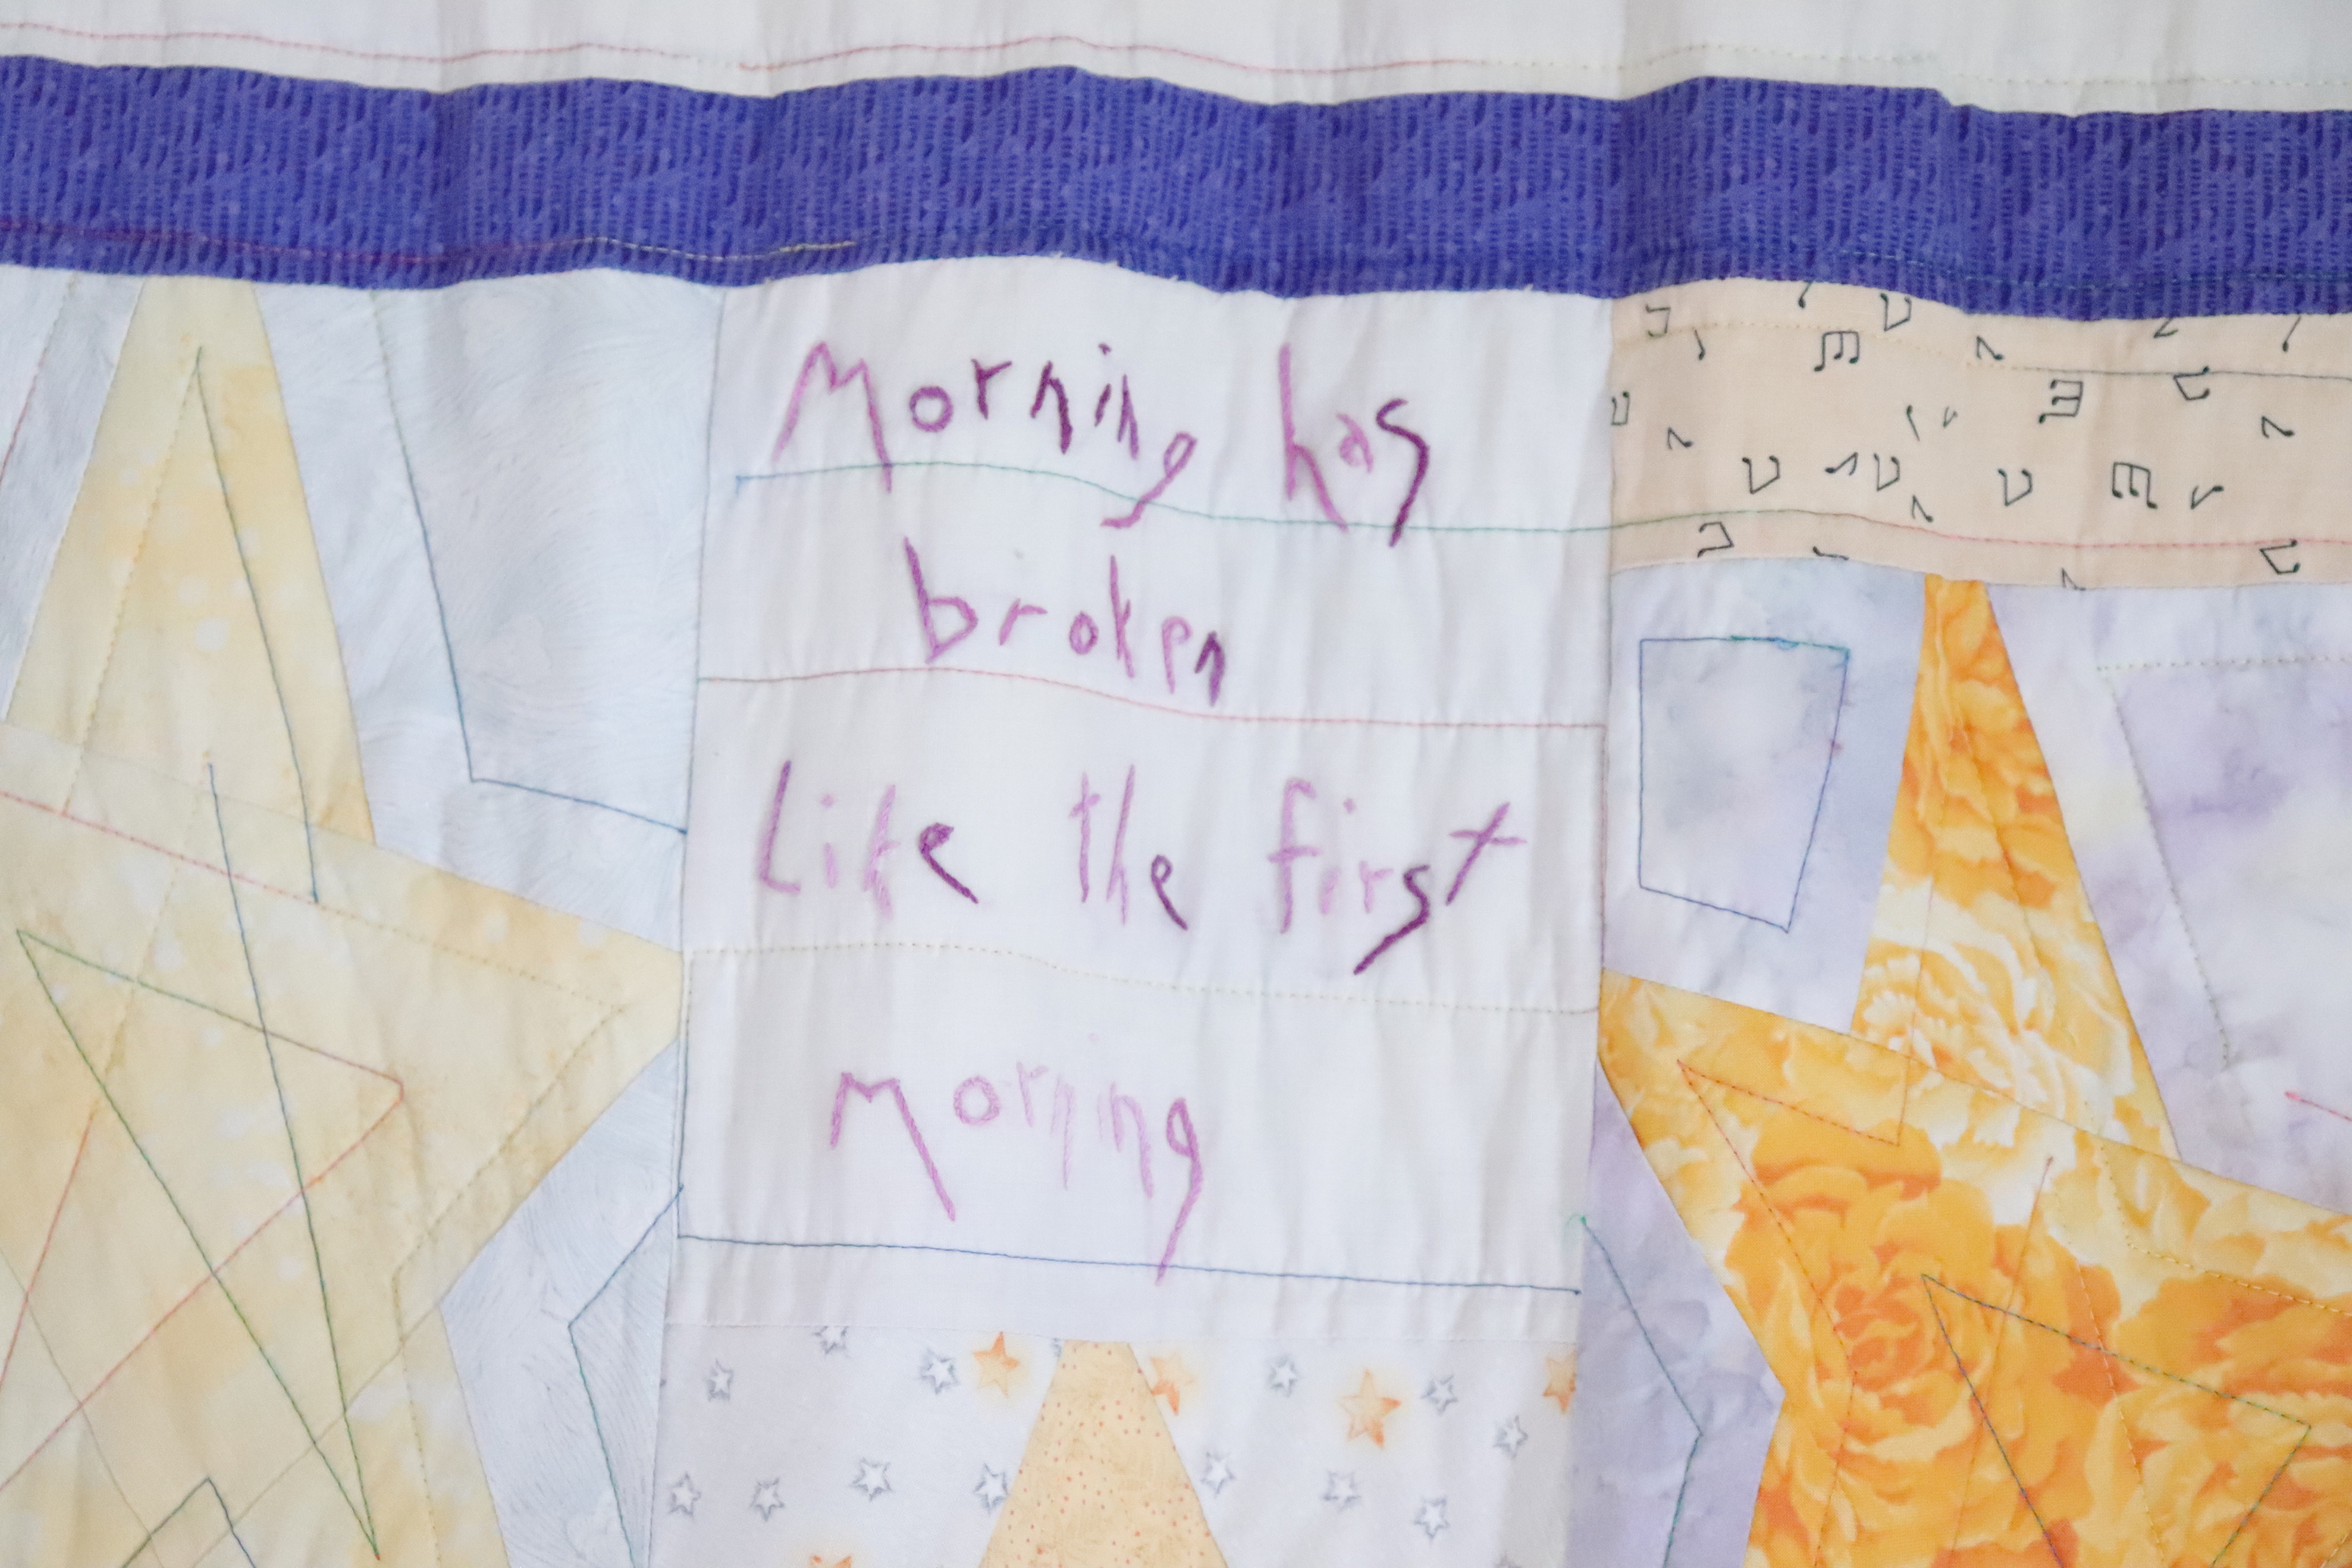 Morning has
broken
Like the first
Morning